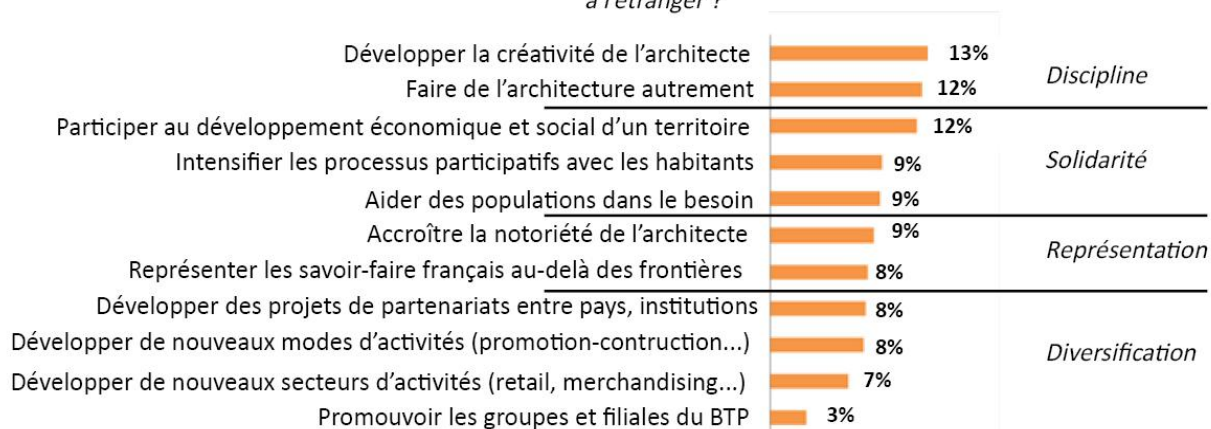 à l'étranger ?
Développer la créativité de l'architecte 13%
Faire de l'architecture autrement 12%
Discipline
Participer au développement économique et social d'un territoire 12%
Intensifier les processus participatifs avec les habitants 9%
Solidarité
Aider des populations dans le besoin 9%
Accroître la notoriété de l'architecte 9%
Représentation
Représenter les savoir-faire français au-delà des frontières 8%
Développer des projets de partenariats entre pays, institutions 8%
Développer de nouveaux modes d'activités (promotion-contruction...) 8%
Diversification
Développer de nouveaux secteurs d'activités (retail, merchandising...) 7%
Promouvoir les groupes et filiales du BTP 3%